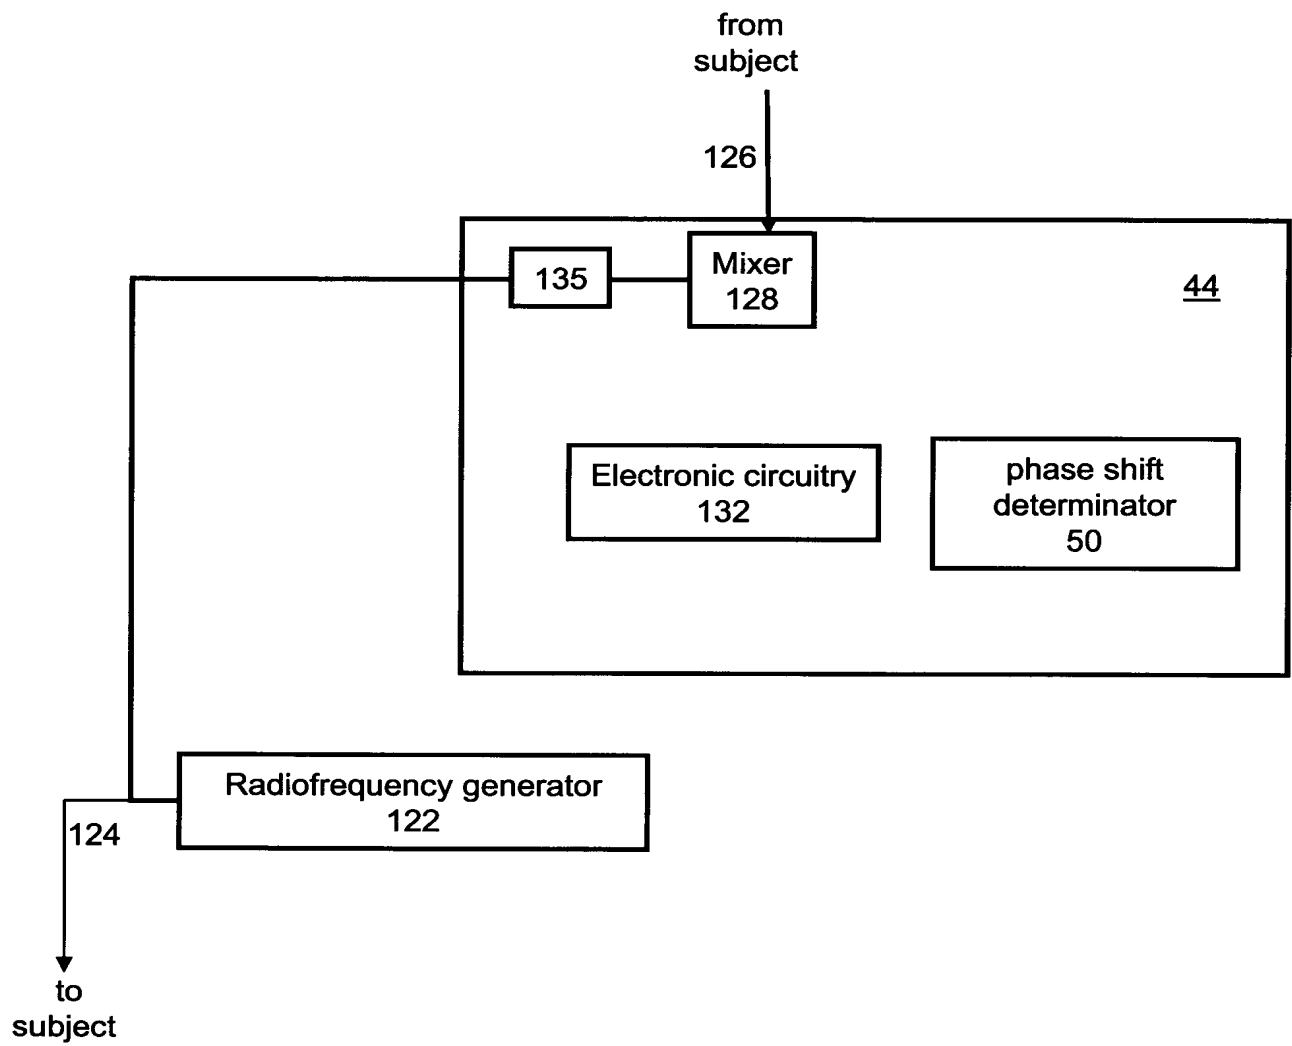 from
subject
126
135
Mixer
128
44
Electronic circuitry
132
phase shift
determinator
50
Radiofrequency generator
122
124
to
subject